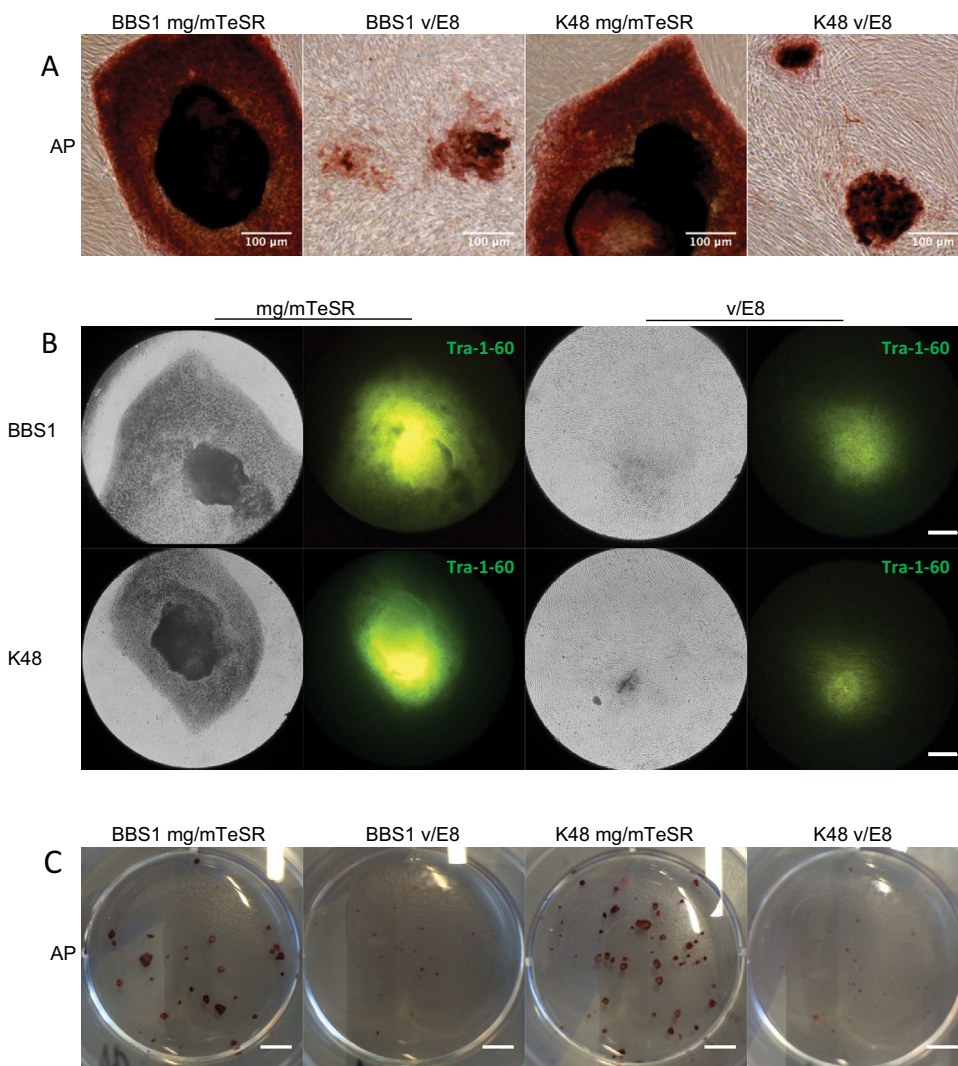 BBS1 mg/mTeSR BBS1 v/E8 K48 mg/mTeSR K48 v/E8
A
AP
100 µm 100 µm 100 µm 100 µm
mg/mTeSR v/E8
B
Tra-1-60 Tra-1-60
BBS1
Tra-1-60 Tra-1-60
K48
BBS1 mg/mTeSR BBS1 v/E8 K48 mg/mTeSR K48 v/E8
C
AP